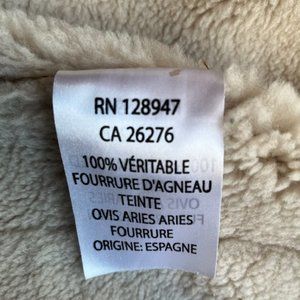 RN 128947
CA 26276
100% VÉRITABLE
FOURRURE D'AGNEAU
TEINTE
OVIS ARIES ARIES
FOURRURE
ORIGINE: ESPAGNE